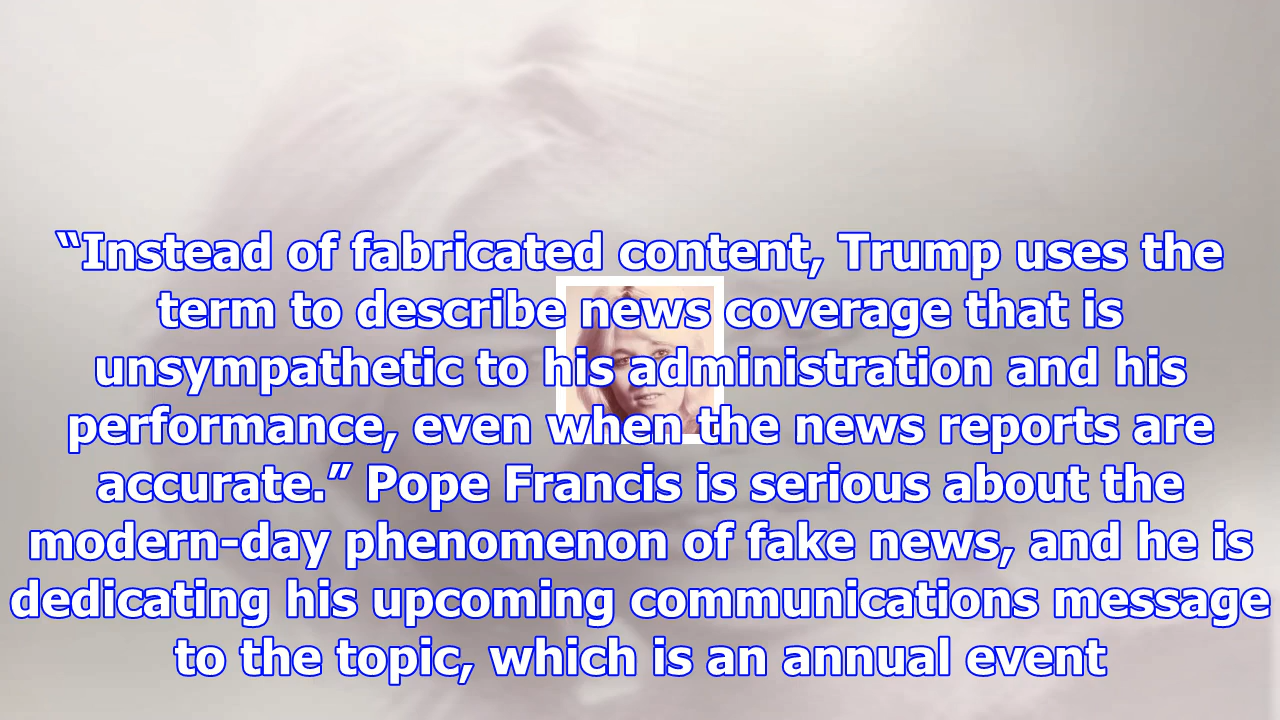 “Instead of fabricated content, Trump uses the
term to describe news coverage that is
unsympathetic to his administration and his
performance, even when the news reports are
accurate.” Pope Francis is serious about the
modern-day phenomenon of fake news, and he is
dedicating his upcoming communications message
to the topic, which is an annual event